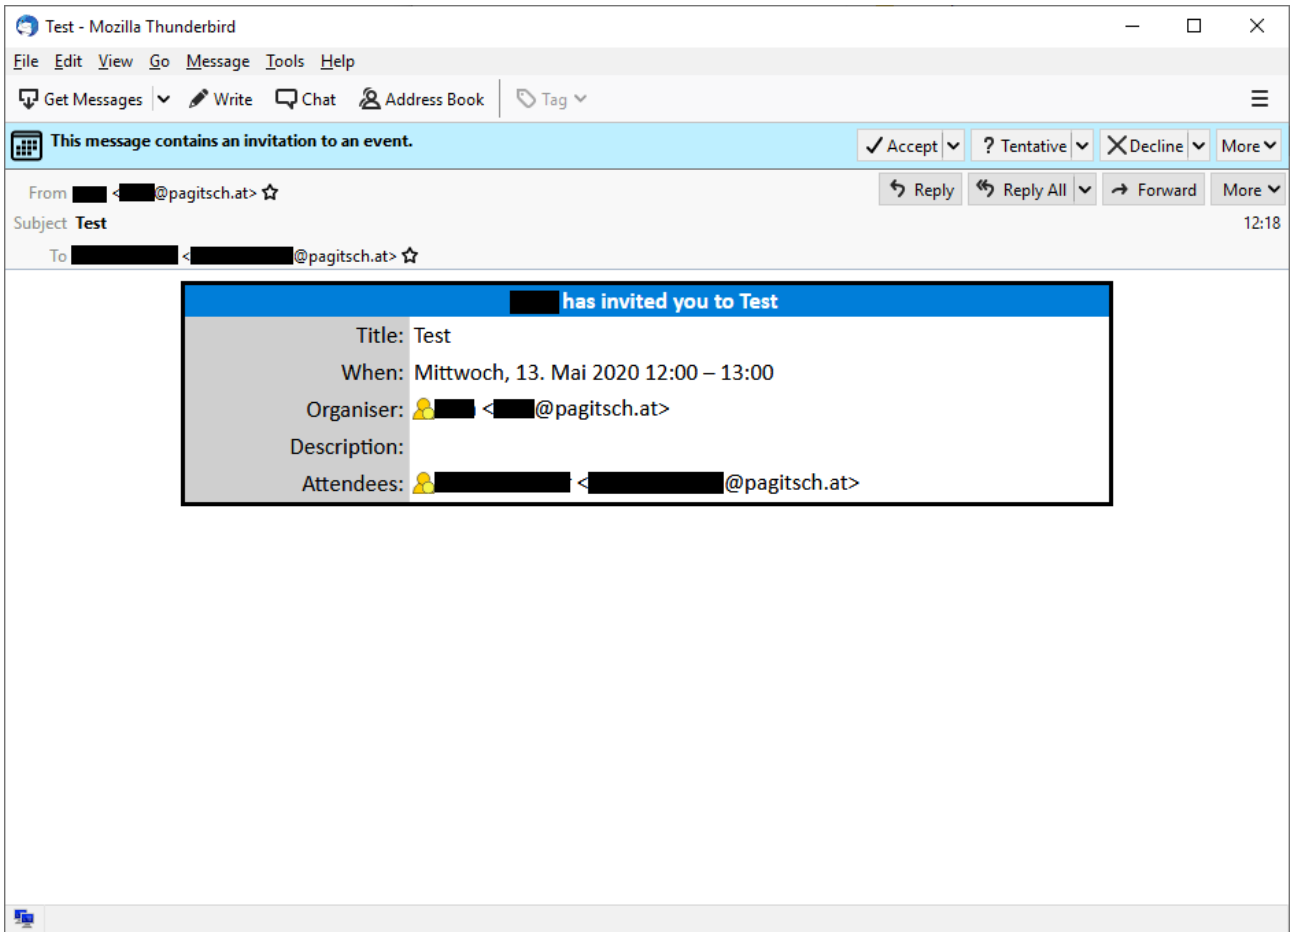 Test - Mozilla Thunderbird
File Edit View Go Message Tools Help
Get Messages Write Chat Address Book Tag
This message contains an invitation to an event. Accept ? Tentative Decline More
From < @pagitsch.at> Reply Reply All Forward More
Subject Test 12:18
To < @pagitsch.at>
has invited you to Test
Title: Test
When: Mittwoch, 13. Mai 2020 12:00 – 13:00
Organiser: < @pagitsch.at>
Description:
Attendees: < @pagitsch.at>